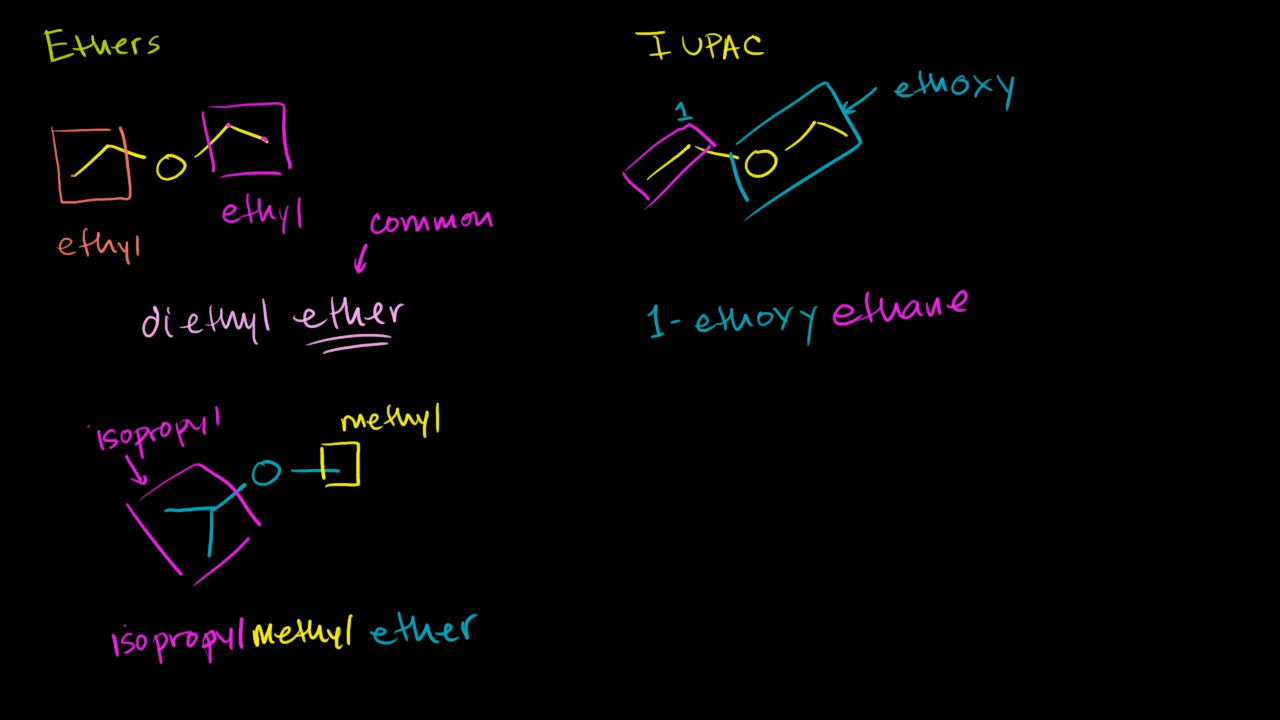 Ethers
O
ethyl
ethyl
common
diethyl ether
isopropyl
methyl
O
isopropyl methyl ether
IUPAC
ethoxy
1
O
1-ethoxy ethane